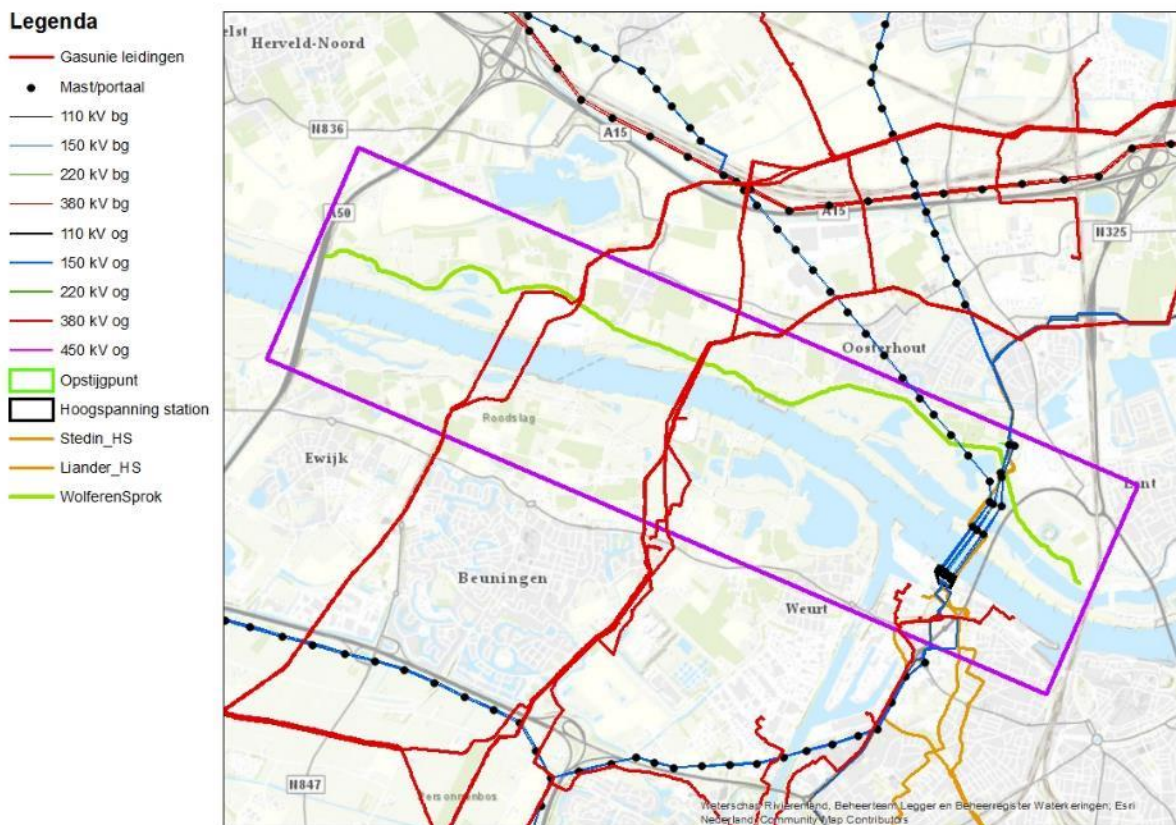 Legenda
Gasunie leidingen
Mast/portaal
110 kV bg
150 kV bg
220 kV bg
380 kV bg
110 kV og
150 kV og
220 kV og
380 kV og
450 kV og
Opstijgpunt
Hoogspanning station
Stedin_HS
Liander_HS
WolferenSprok
elst
Herveld-Noord
N836
A15
A50
A15
N325
Oosterhout
Roodslag
Ewijk
Lent
Beuningen
Weurt
N847
Waterschap Rivierenland, Beheerteam Legger en Beheerregister Waterkeringen; Esri
Nederland, Community Map Contributors